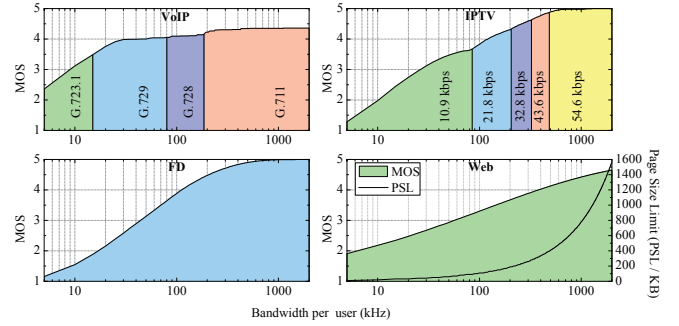 VoIP
5
4
3
2
1
MOS
G.723.1
G.729
G.728
G.711
10
100
1000
IPTV
5
4
3
2
1
MOS
10.9 kbps
21.8 kbps
32.8 kbps
43.6 kbps
54.6 kbps
10
100
1000
FD
5
4
3
2
1
MOS
10
100
1000
Web
5
4
3
2
1
MOS
MOS
PSL
1600
1400
1200
1000
800
600
400
200
0
Page Size Limit (PSL / KB)
10
100
1000
Bandwidth per user (kHz)